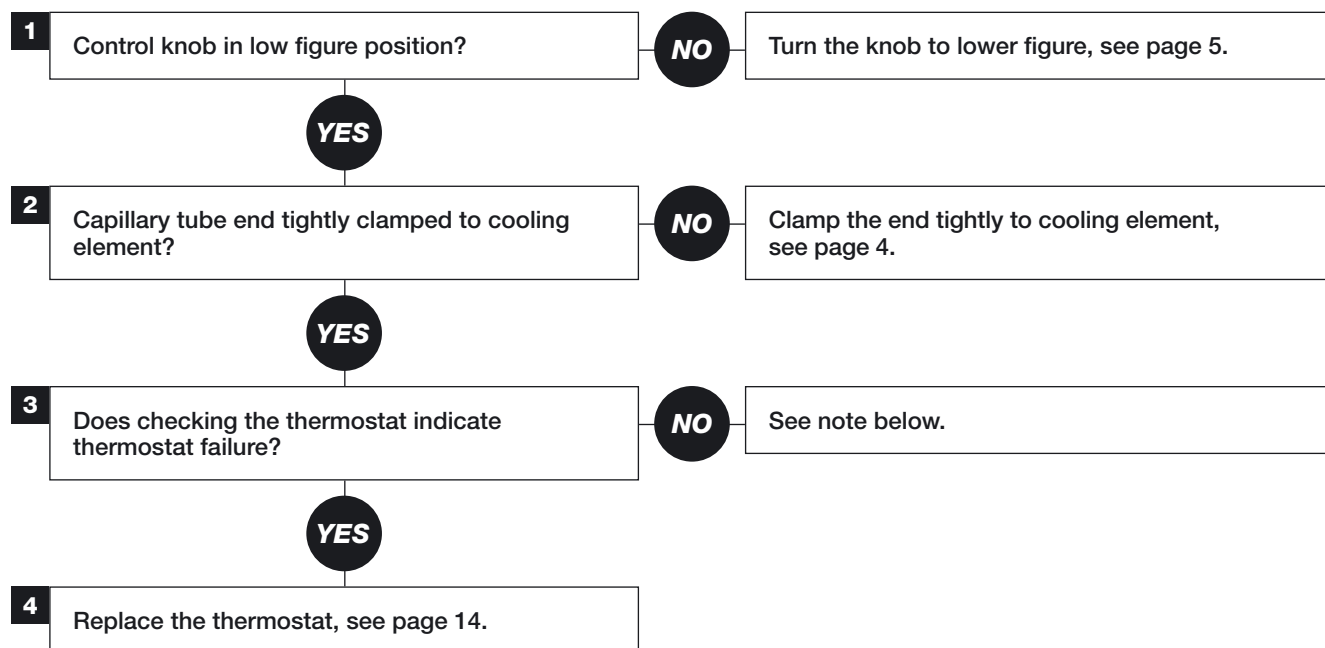 1
Control knob in low figure position?
NO
Turn the knob to lower figure, see page 5.
YES
2
Capillary tube end tightly clamped to cooling
element?
NO
Clamp the end tightly to cooling element,
see page 4.
YES
3
Does checking the thermostat indicate
thermostat failure?
NO
See note below.
YES
4
Replace the thermostat, see page 14.